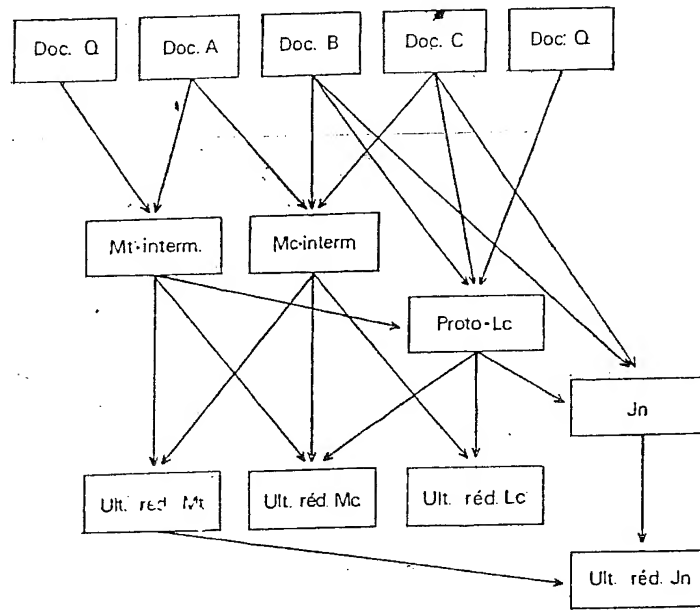 Doc. Q
Doc. A
Doc. B
Doc. C
Doc. Q
Mt-interm.
Mc-interm
Proto-Lc
Jn
Ult. réd. Mt
Ult. réd. Mc
Ult. réd. Lc
Ult. réd. Jn